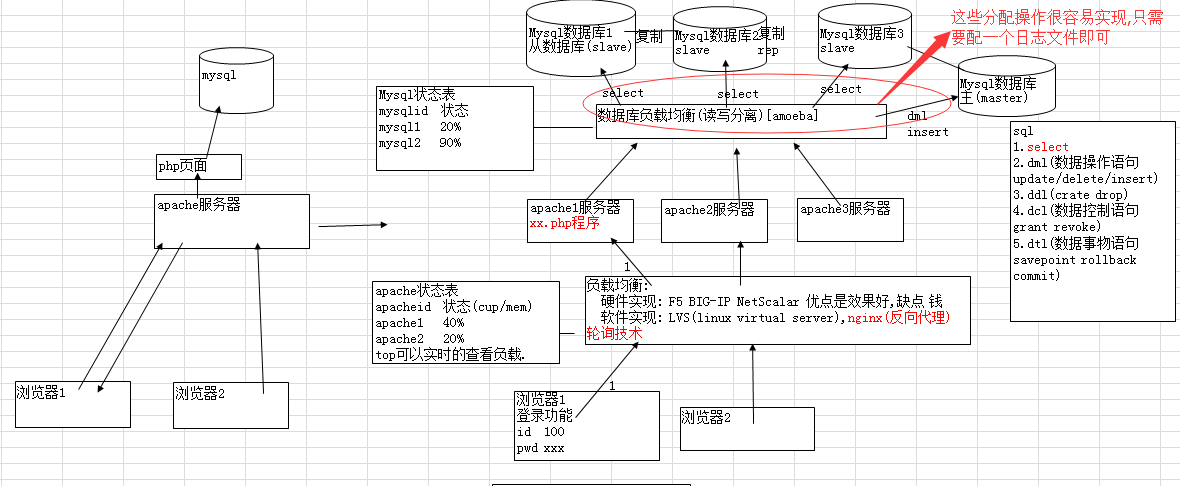 这些分配操作很容易实现,只需
要配一个日志文件即可
Mysql数据库1
从数据库(slave)
复制
Mysql数据库2
slave
复制
rep
Mysql数据库3
slave
Mysql数据库
主(master)
mysql
php页面
apache服务器
浏览器1
浏览器2
Mysql状态表
mysqlid 状态
mysql1 20%
mysql2 90%
select
select
select
数据库负载均衡(读写分离)[amoeba]
dml
insert
sql
1.select
2.dml(数据操作语句
update/delete/insert)
3.ddl(crate drop)
4.dcl(数据控制语句
grant revoke)
5.dtl(数据事物语句
savepoint rollback
commit)
apache1服务器
xx.php程序
apache2服务器
apache3服务器
1
apache状态表
apacheid 状态(cup/mem)
apache1 40%
apache2 20%
top可以实时的查看负载.
负载均衡:
硬件实现: F5 BIG-IP NetScalar 优点是效果好,缺点 钱
软件实现: LVS(linux virtual server),nginx(反向代理)
轮询技术
1
浏览器1
登录功能
id 100
pwd xxx
浏览器2